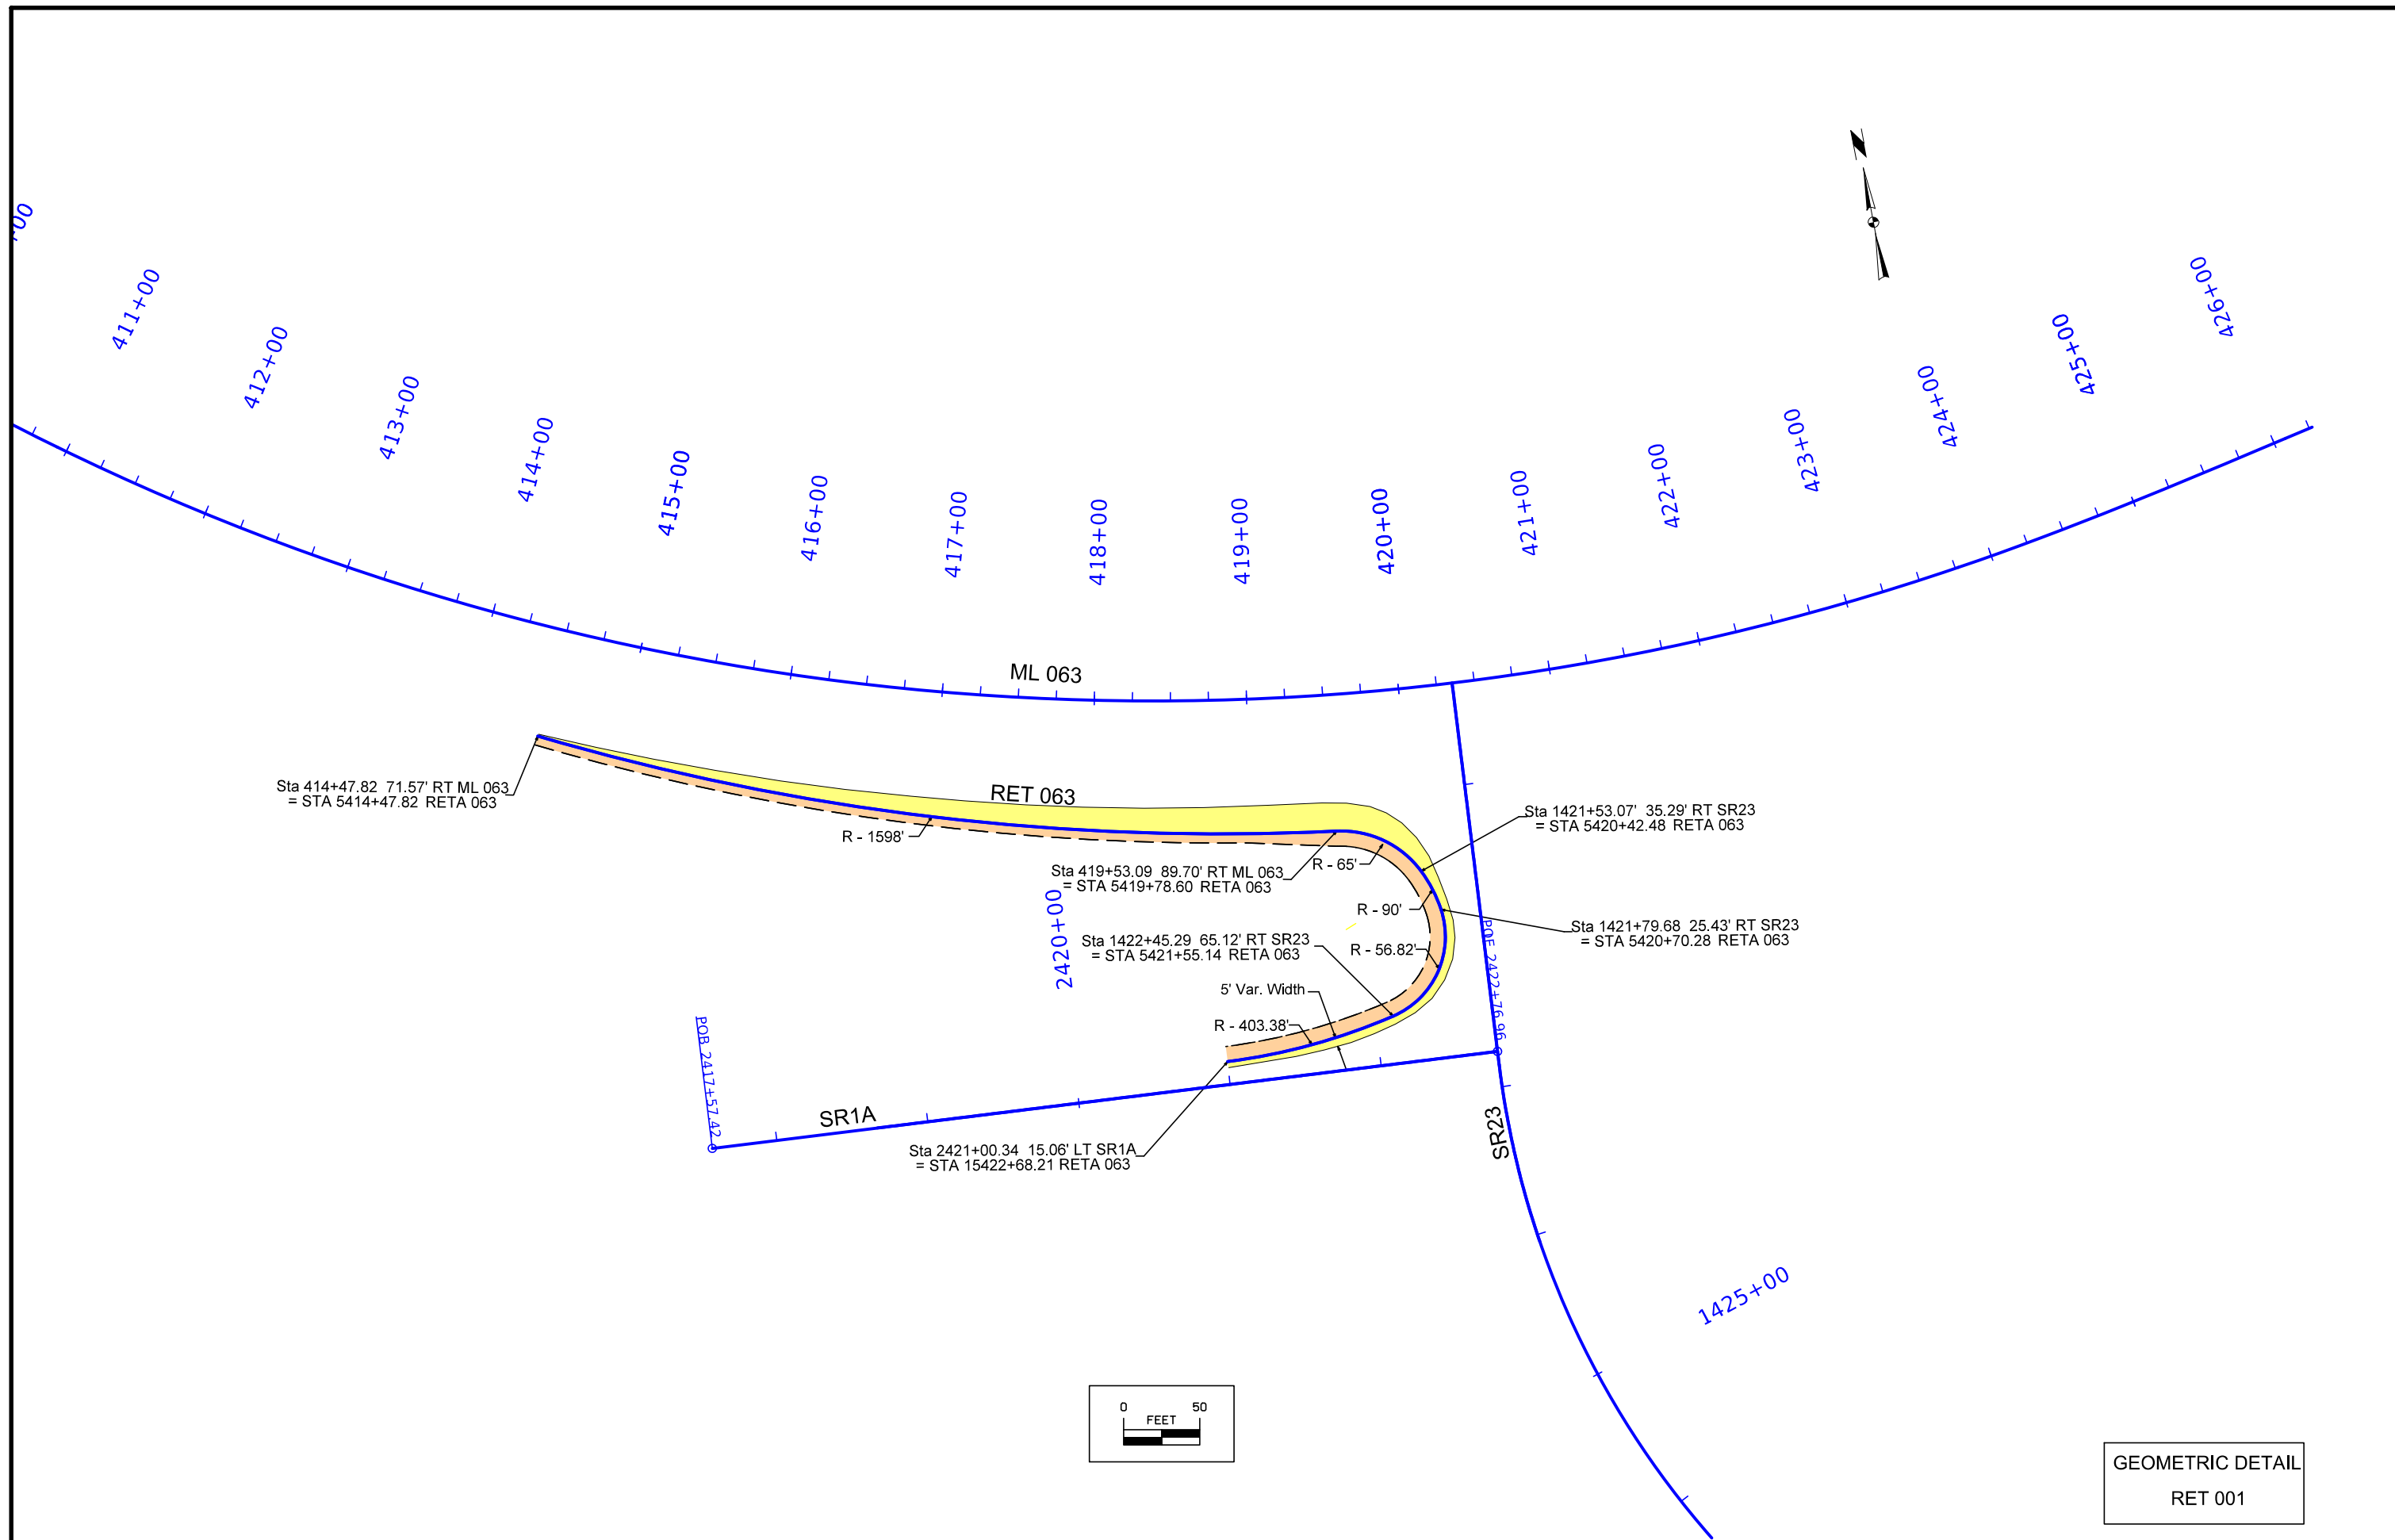 +00
411+00
412+00
413+00
414+00
415+00
416+00
417+00
418+00
419+00
420+00
421+00
422+00
423+00
424+00
425+00
426+00
N
ML 063
RET 063
Sta 414+47.82 71.57' RT ML 063
= STA 5414+47.82 RETA 063
R - 1598'
Sta 419+53.09 89.70' RT ML 063
= STA 5419+78.60 RETA 063
R - 65'
Sta 1421+53.07' 35.29' RT SR23
= STA 5420+42.48 RETA 063
R - 90'
Sta 1421+79.68 25.43' RT SR23
= STA 5420+70.28 RETA 063
2420+00
Sta 1422+45.29 65.12' RT SR23
= STA 5421+55.14 RETA 063
R - 56.82'
5' Var. Width
R - 403.38'
POE 2422+76.96
POB 2417+57.42
SR1A
Sta 2421+00.34 15.06' LT SR1A
= STA 15422+68.21 RETA 063
SR23
1425+00
0 50
FEET
GEOMETRIC DETAIL
RET 001